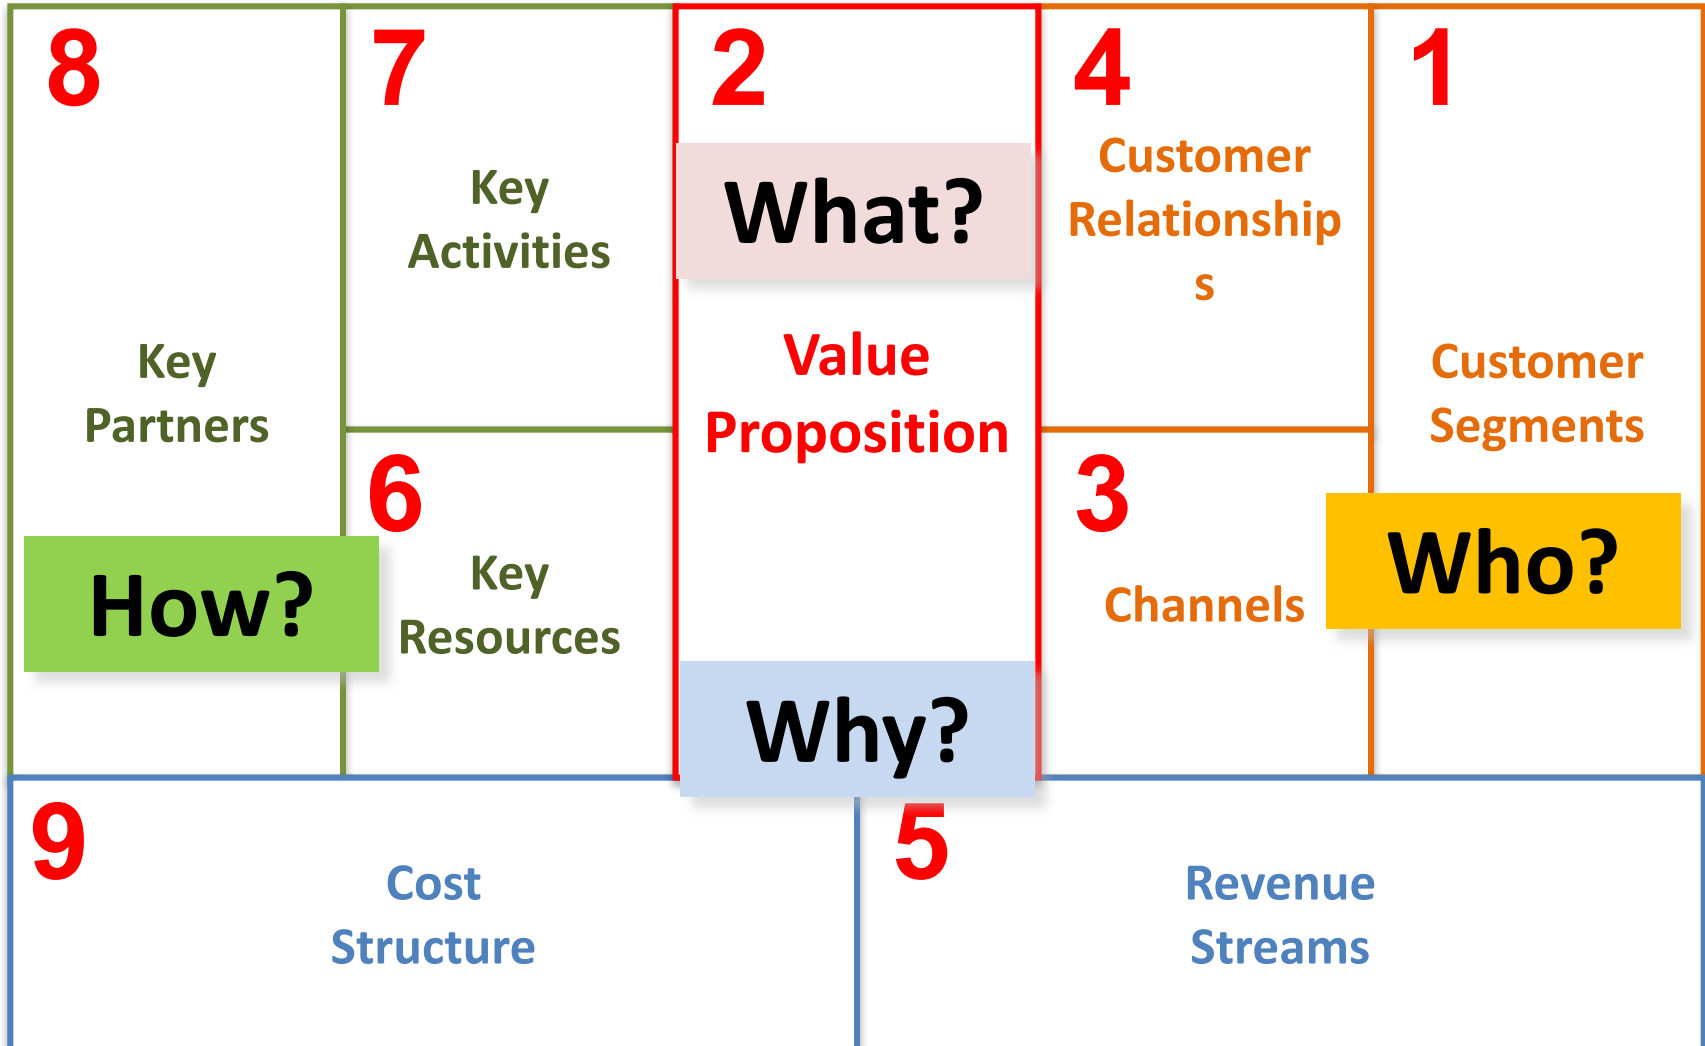 8
Key
Partners
How?
7
Key
Activities
6
Key
Resources
2
What?
Value
Proposition
Why?
4
Customer
Relationship
s
3
Channels
1
Customer
Segments
Who?
9
Cost
Structure
5
Revenue
Streams